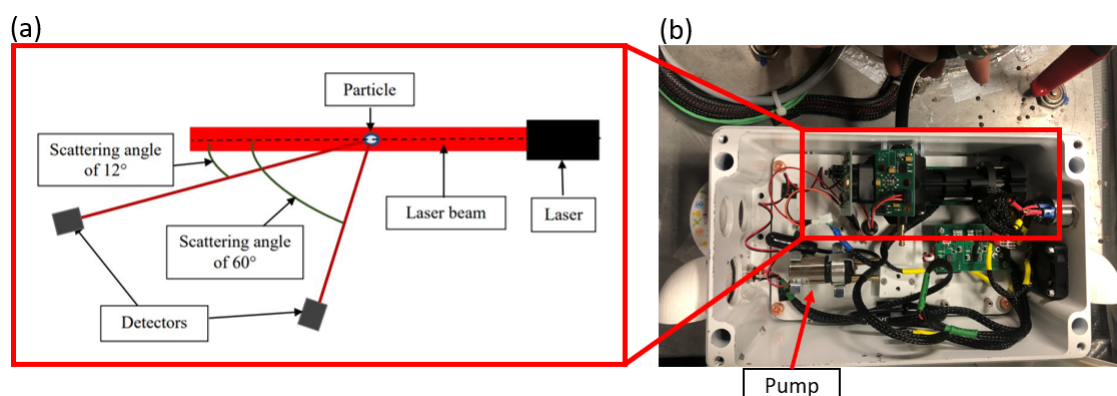 (a)
(b)
Particle
Scattering angle
of 12°
Laser beam
Laser
Scattering angle
of 60°
Detectors
Pump